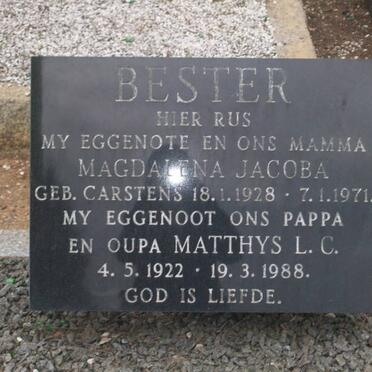 BESTER
HIER RUS
MY EGGENOTE EN ONS MAMMA
MAGDALENA JACOBA
GEB. CARSTENS 18.1.1928 · 7.1.1971.
MY EGGENOOT ONS PAPPA
EN OUPA MATTHYS L. C.
4. 5. 1922 · 19. 3. 1988.
GOD IS LIEFDE.